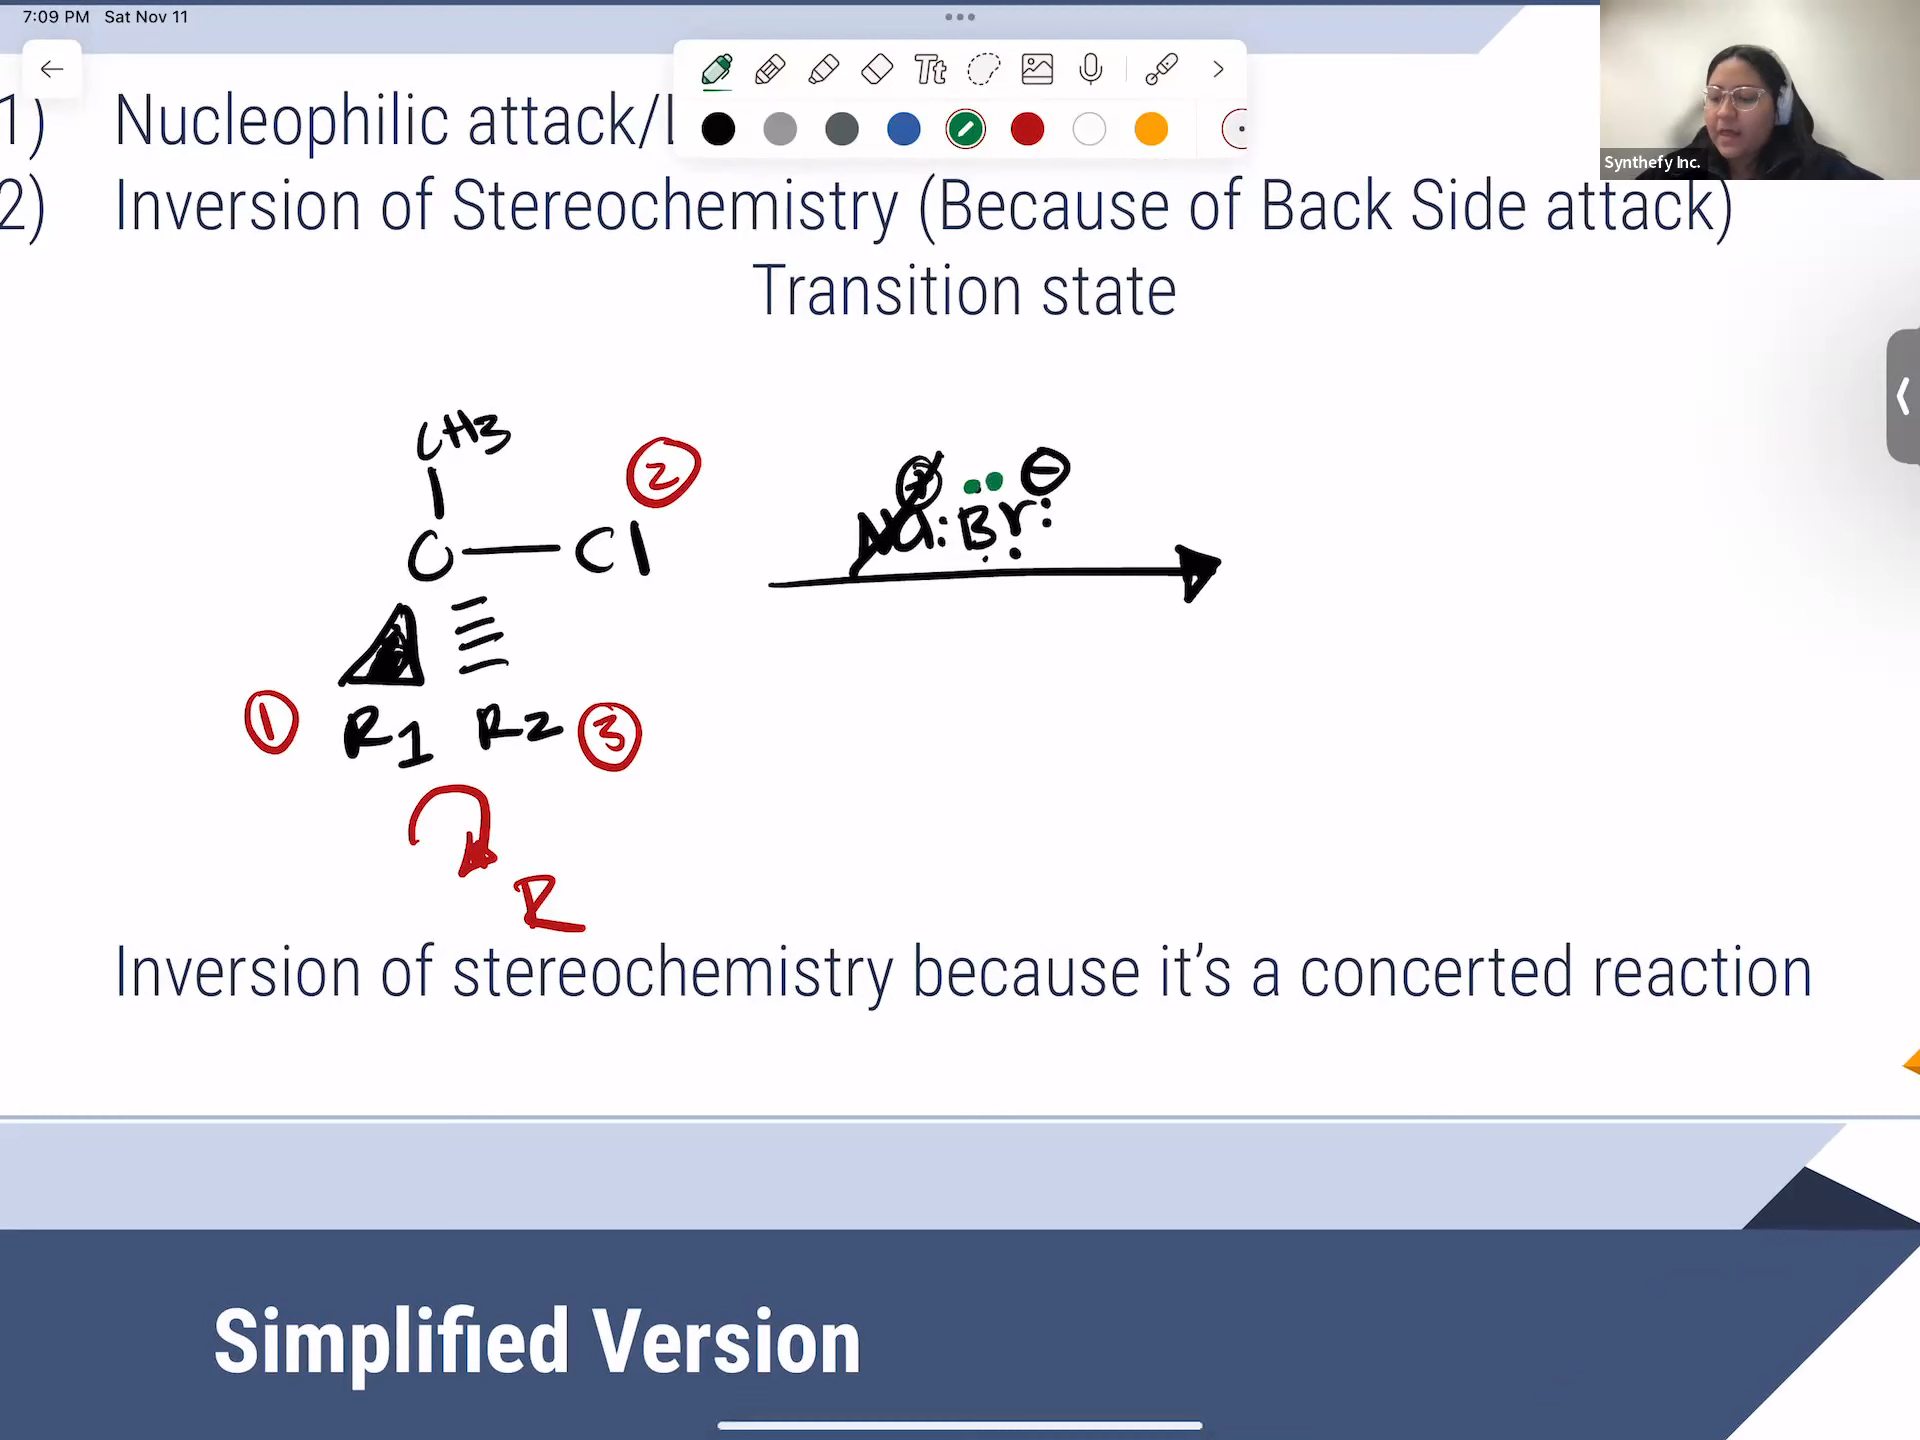 7:09 PM Sat Nov 11
Tt
Synthefy Inc.
1) Nucleophilic attack/
2) Inversion of Stereochemistry (Because of Back Side attack)
Transition state
CH3
2
⊕ ⊖
C — Cl
Na:Br:
1 R1 R2 3
R
Inversion of stereochemistry because it's a concerted reaction
Simplified Version